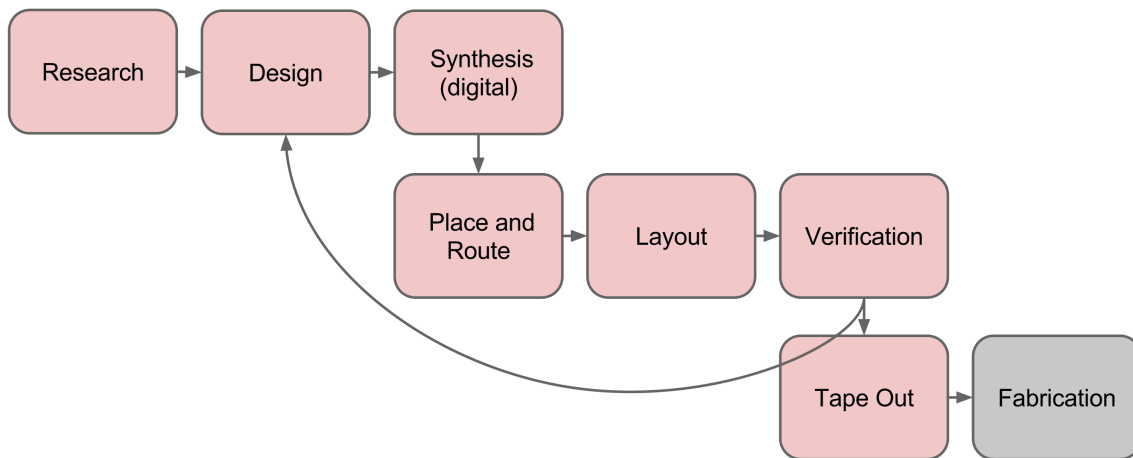 Research
Design
Synthesis
(digital)
Place and
Route
Layout
Verification
Tape Out
Fabrication